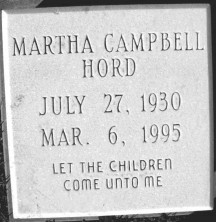 MARTHA CAMPBELL
HORD
JULY 27, 1930
MAR. 6, 1995
LET THE CHILDREN
COME UNTO ME